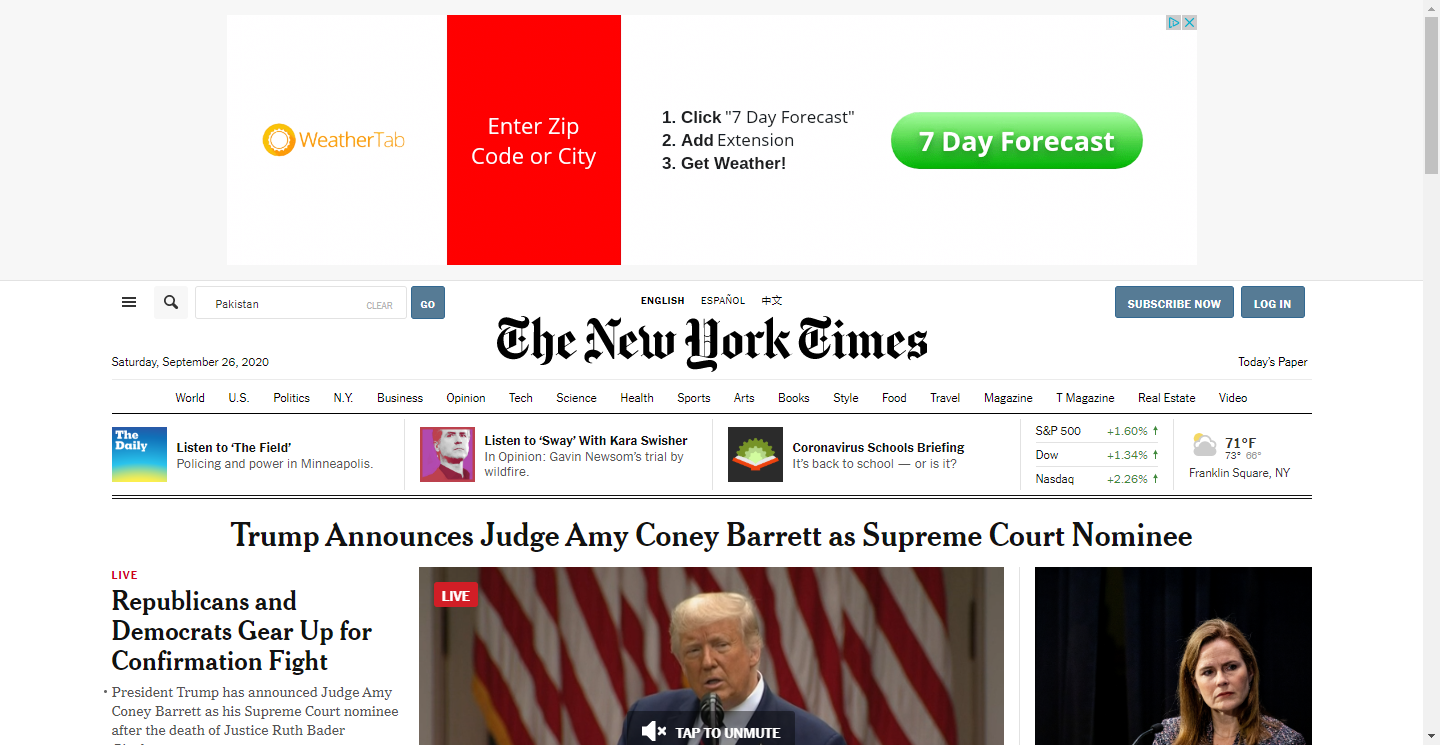 WeatherTab
Enter Zip
Code or City
1. Click "7 Day Forecast"
2. Add Extension
3. Get Weather!
7 Day Forecast
Pakistan
CLEAR
GO
ENGLISH ESPAÑOL 中文
SUBSCRIBE NOW
LOG IN
The New York Times
Saturday, September 26, 2020
Today's Paper
World U.S. Politics N.Y. Business Opinion Tech Science Health Sports Arts Books Style Food Travel Magazine T Magazine Real Estate Video
The
Daily
Listen to ‘The Field’
Policing and power in Minneapolis.
Listen to ‘Sway’ With Kara Swisher
In Opinion: Gavin Newsom’s trial by
wildfire.
Coronavirus Schools Briefing
It’s back to school — or is it?
S&P 500 +1.60% ↑
Dow +1.34% ↑
Nasdaq +2.26% ↑
71°F
73° 66°
Franklin Square, NY
Trump Announces Judge Amy Coney Barrett as Supreme Court Nominee
LIVE
Republicans and
Democrats Gear Up for
Confirmation Fight
• President Trump has announced Judge Amy
Coney Barrett as his Supreme Court nominee
after the death of Justice Ruth Bader
LIVE
TAP TO UNMUTE